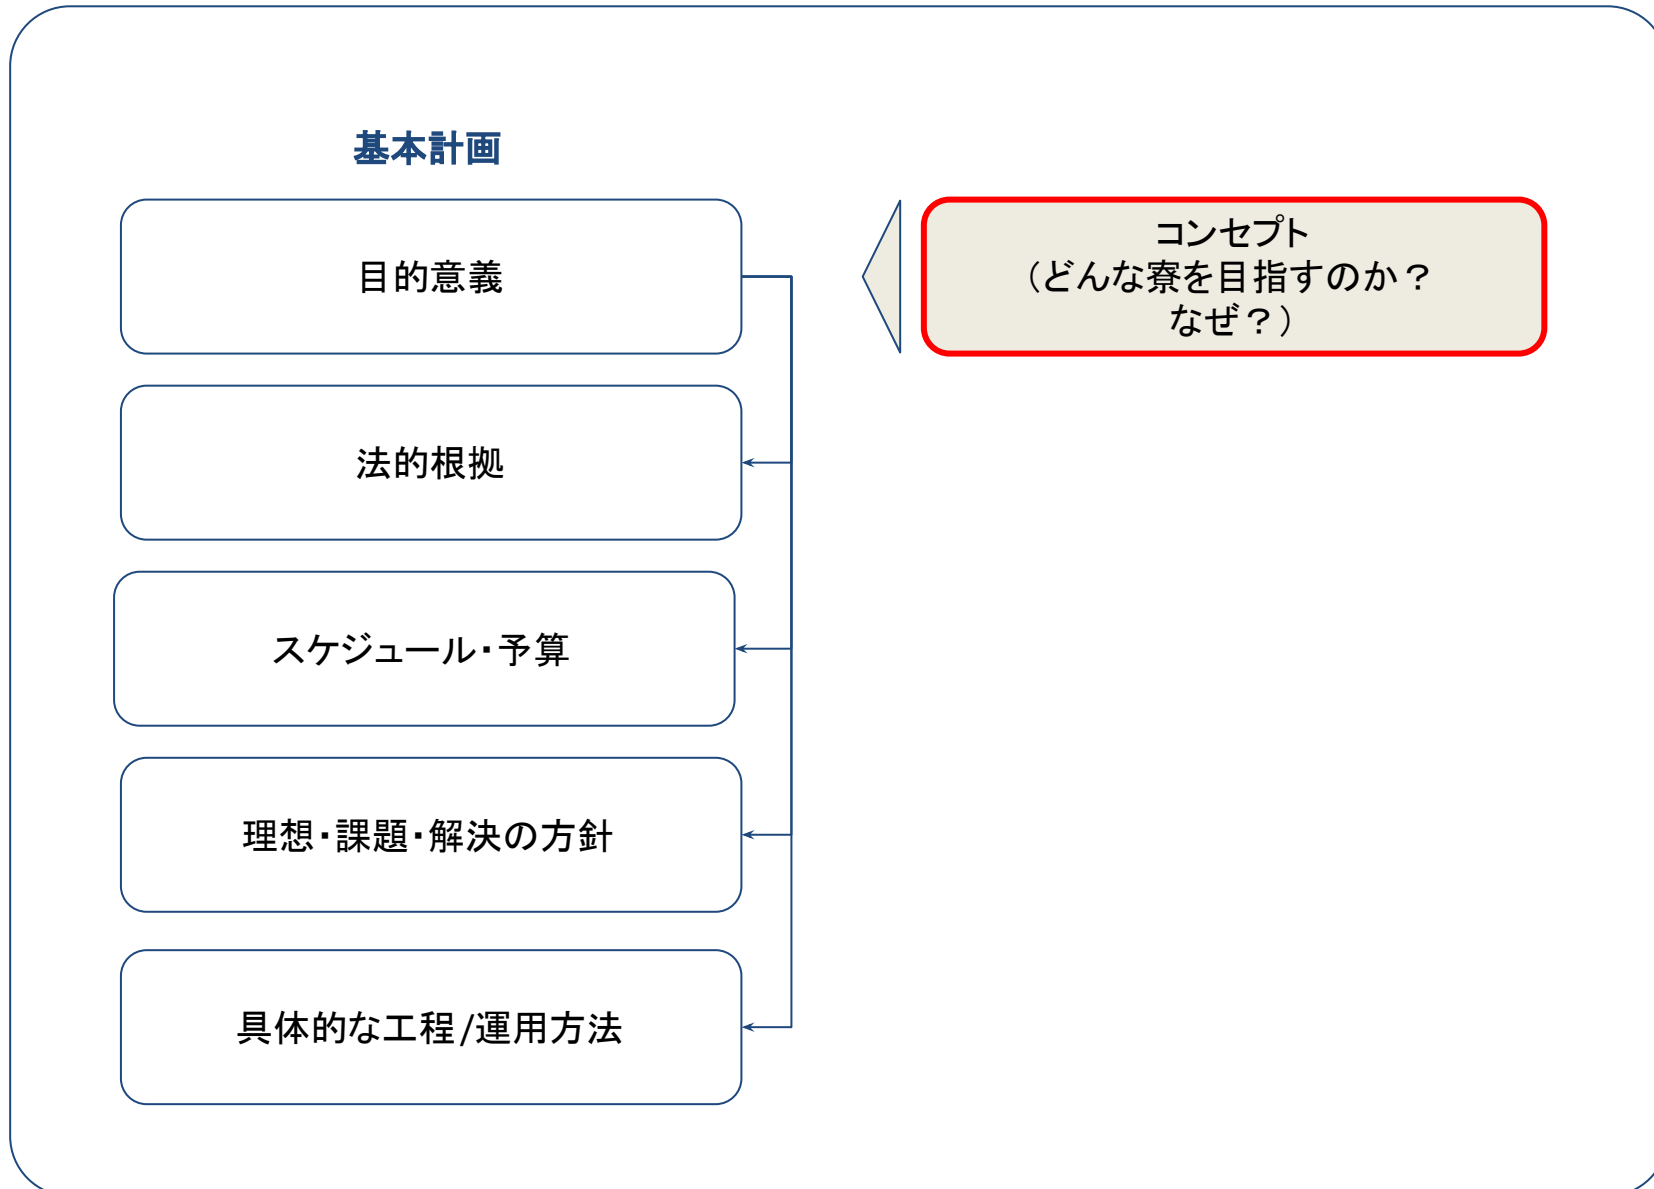 基本計画
目的意義
コンセプト
(どんな寮を目指すのか?
なぜ?)
法的根拠
スケジュール・予算
理想・課題・解決の方針
具体的な工程/運用方法